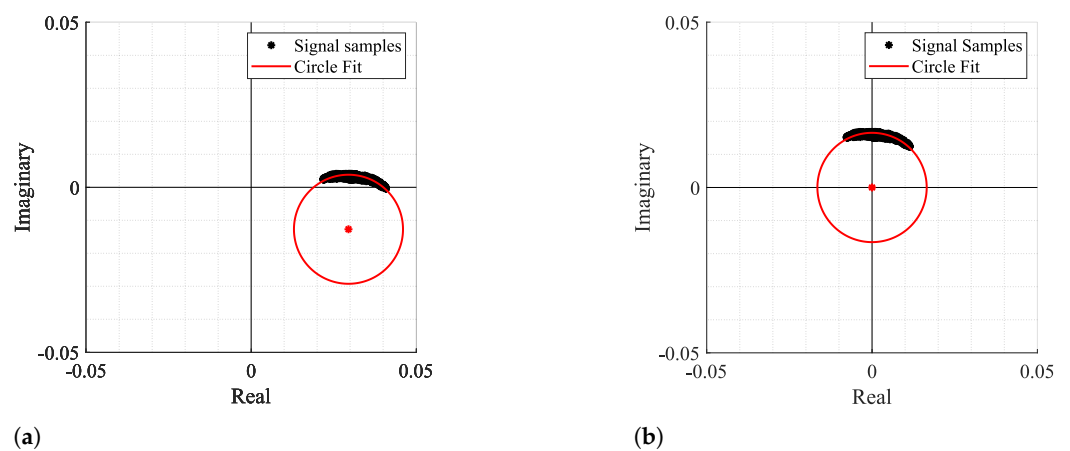 0.05
Signal samples
Circle Fit
Imaginary
0
-0.05
-0.05
0
0.05
Real
(a)
0.05
Signal Samples
Circle Fit
Imaginary
0
-0.05
-0.05
0
0.05
Real
(b)